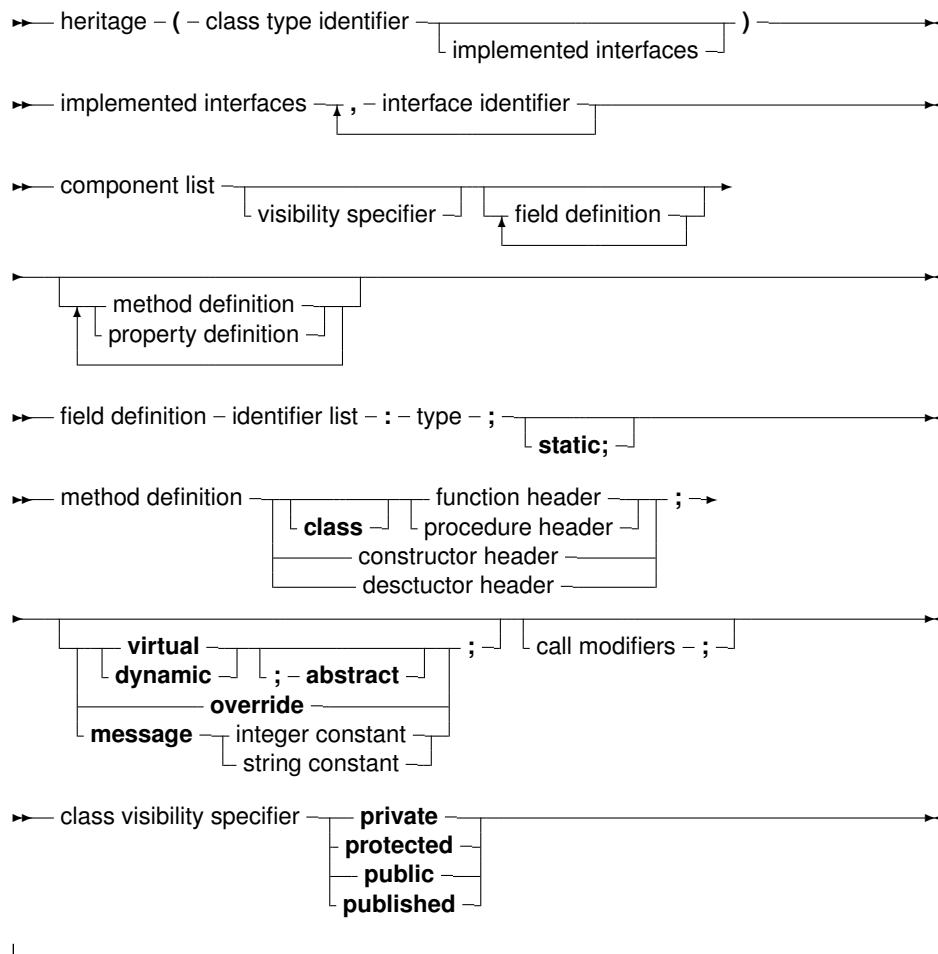 heritage ( class type identifier )
implemented interfaces
implemented interfaces , interface identifier
component list
visibility specifier field definition
method definition
property definition
field definition identifier list : type ;
static;
method definition function header ;
class procedure header
constructor header
desctuctor header
virtual ; call modifiers ;
dynamic ; abstract
override
message integer constant
string constant
class visibility specifier private
protected
public
published